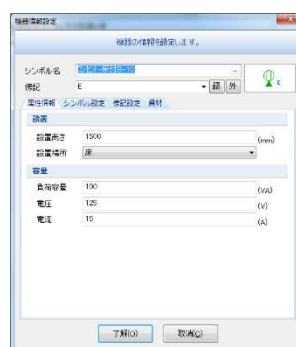 機器情報設定
機器の情報を設定します。
シンボル名
傍記 E 語 外 E
属性情報 シンボル設定 傍記設定 資材
設置
設置高さ 1500 (mm)
設置場所 床
容量
負荷容量 100 (VA)
電圧 125 (V)
電流 15 (A)
了解(O) 取消(C)